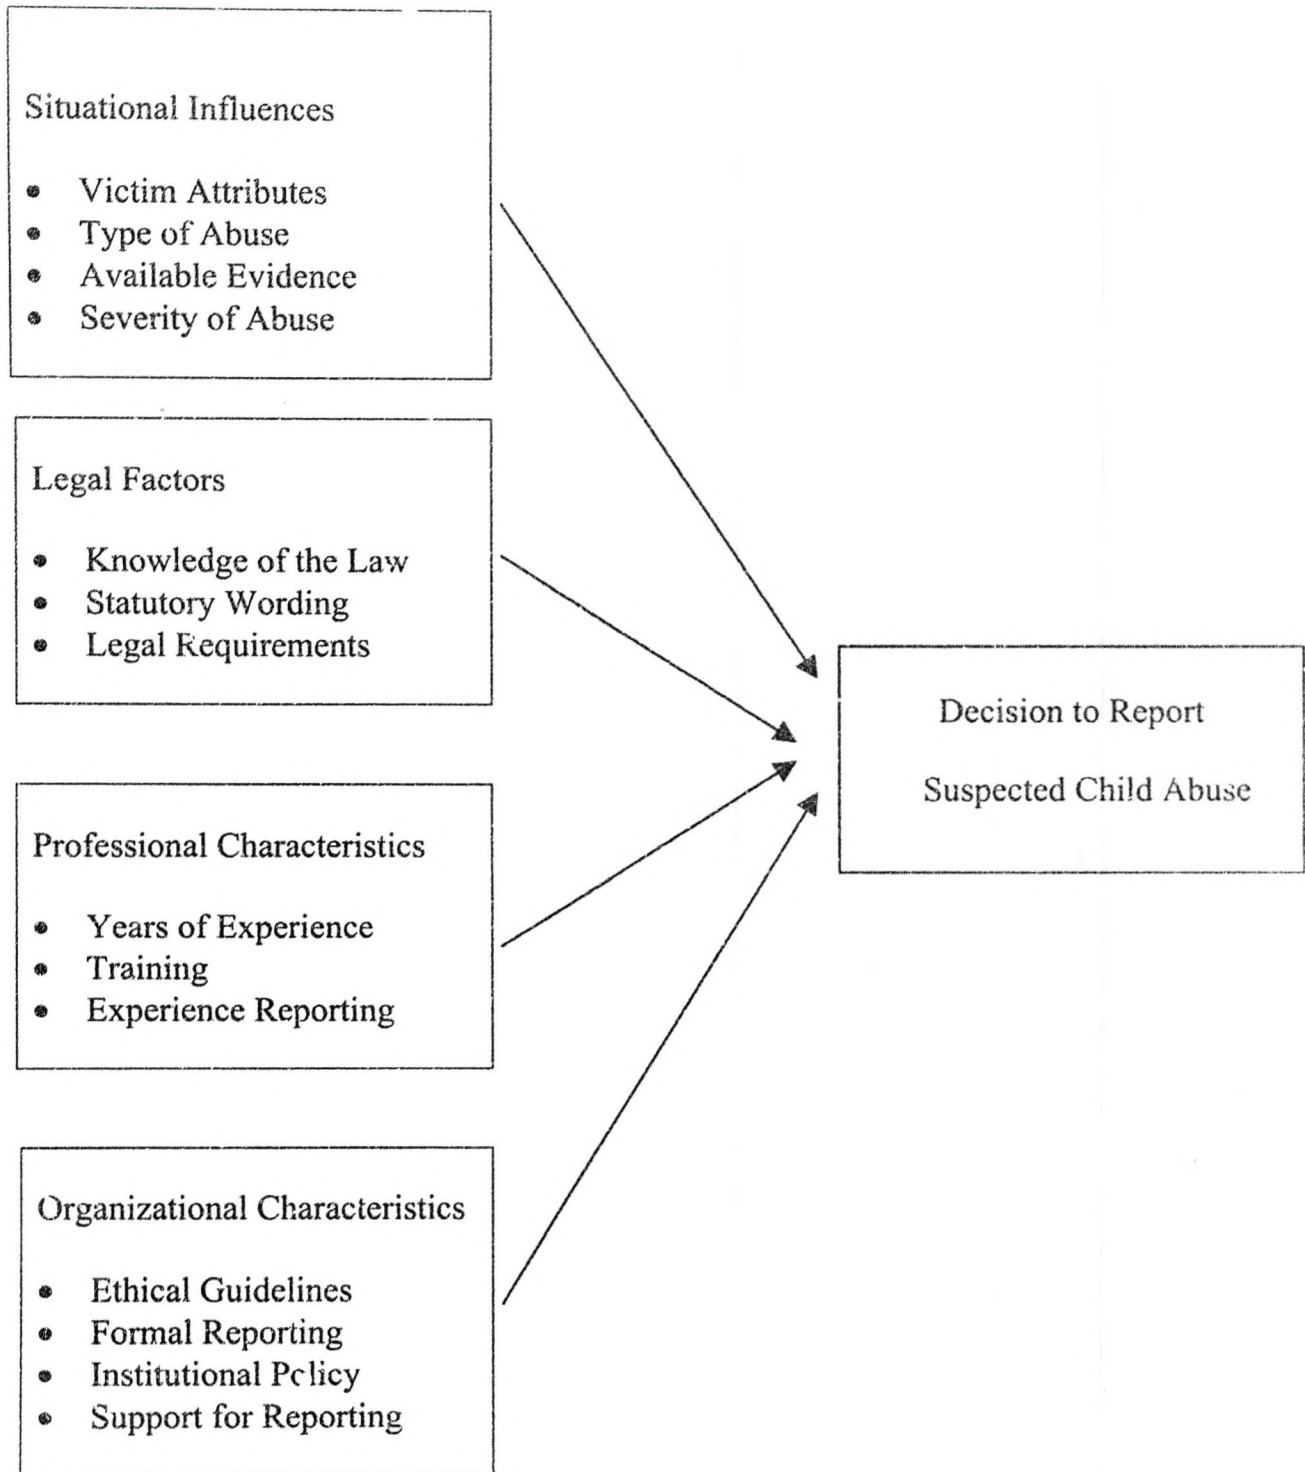 Situational Influences
• Victim Attributes
• Type of Abuse
• Available Evidence
• Severity of Abuse
Legal Factors
• Knowledge of the Law
• Statutory Wording
• Legal Requirements
Professional Characteristics
• Years of Experience
• Training
• Experience Reporting
Organizational Characteristics
• Ethical Guidelines
• Formal Reporting
• Institutional Policy
• Support for Reporting
Decision to Report
Suspected Child Abuse